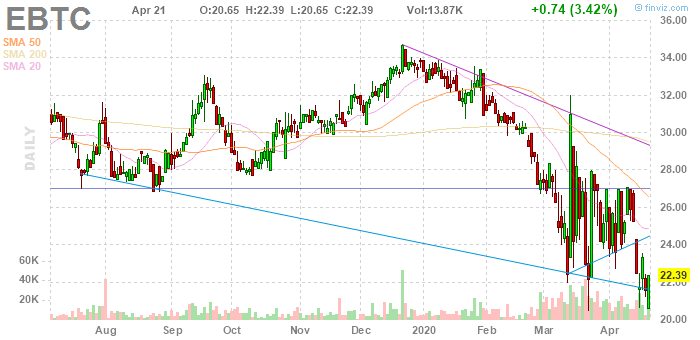 © finviz.com
EBTC Apr 21 O:20.65 H:22.39 L:20.65 C:22.39 Vol:13.87K +0.74 (3.42%)
SMA 50
SMA 200
SMA 20
DAILY
36.00
34.00
32.00
30.00
28.00
26.00
24.00
22.39
22.00
20.00
60K
40K
20K
Aug Sep Oct Nov Dec 2020 Feb Mar Apr